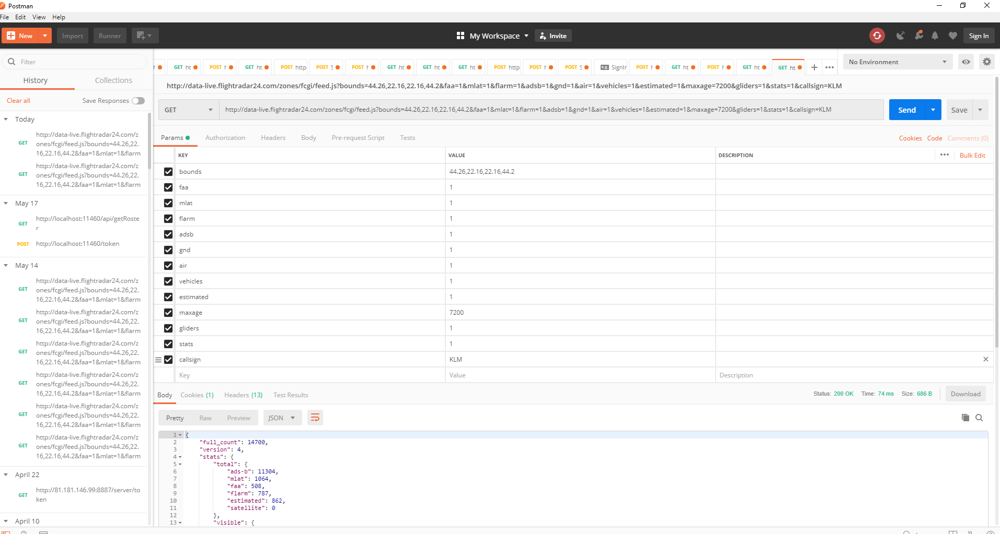 Postman
File Edit View Help
New Import Runner My Workspace Invite Sign In
Filter
History Collections
Clear all Save Responses
Today
GET http://data-live.flightradar24.com/z
ones/fcgi/feed.js?bounds=44.26,22.
16,22.16,44.2&faa=1&mlat=1&flarm
GET http://data-live.flightradar24.com/z
ones/fcgi/feed.js?bounds=44.26,22.
16,22.16,44.2&faa=1&mlat=1&flarm
May 17
GET http://localhost:11460/api/getRoste
r
POST http://localhost:11460/token
May 14
GET http://data-live.flightradar24.com/z
ones/fcgi/feed.js?bounds=44.26,22.
16,22.16,44.2&faa=1&mlat=1&flarm
GET http://data-live.flightradar24.com/z
ones/fcgi/feed.js?bounds=44.26,22.
16,22.16,44.2&faa=1&mlat=1&flarm
GET http://data-live.flightradar24.com/z
ones/fcgi/feed.js?bounds=44.26,22.
16,22.16,44.2&faa=1&mlat=1&flarm
GET http://data-live.flightradar24.com/z
ones/fcgi/feed.js?bounds=44.26,22.
16,22.16,44.2&faa=1&mlat=1&flarm
GET http://data-live.flightradar24.com/z
ones/fcgi/feed.js?bounds=44.26,22.
16,22.16,44.2&faa=1&mlat=1&flarm
GET http://data-live.flightradar24.com/z
ones/fcgi/feed.js?bounds=44.26,22.
16,22.16,44.2&faa=1&mlat=1&flarm
April 22
GET http://81.181.146.99:8887/server/to
ken
April 10
GET ht POST GET ht POST http POST POST GET ht GET ht GET ht POST http POST POST S e.g. SignIr POST GET ht POST GET ht GET ht + No Environment
http://data-live.flightradar24.com/zones/fcgi/feed.js?bounds=44.26,22.16,22.16,44.2&faa=1&mlat=1&flarm=1&adsb=1&gnd=1&air=1&vehicles=1&estimated=1&maxage=7200&gliders=1&stats=1&callsign=KLM
GET http://data-live.flightradar24.com/zones/fcgi/feed.js?bounds=44.26,22.16,22.16,44.2&faa=1&mlat=1&flarm=1&adsb=1&gnd=1&air=1&vehicles=1&estimated=1&maxage=7200&gliders=1&stats=1&callsign=KLM Send Save
Params Authorization Headers Body Pre-request Script Tests Cookies Code Comments (0)
KEY VALUE DESCRIPTION Bulk Edit
bounds 44.26,22.16,22.16,44.2
faa 1
mlat 1
flarm 1
adsb 1
gnd 1
air 1
vehicles 1
estimated 1
maxage 7200
gliders 1
stats 1
callsign KLM
Key Value Description
Body Cookies (1) Headers (13) Test Results Status: 200 OK Time: 74 ms Size: 686 B Download
Pretty Raw Preview JSON
1 {
2 "full_count": 14700,
3 "version": 4,
4 "stats": {
5 "total": {
6 "ads-b": 11304,
7 "mlat": 1064,
8 "faa": 508,
9 "flarm": 787,
10 "estimated": 862,
11 "satellite": 0
12 },
13 "visible": {